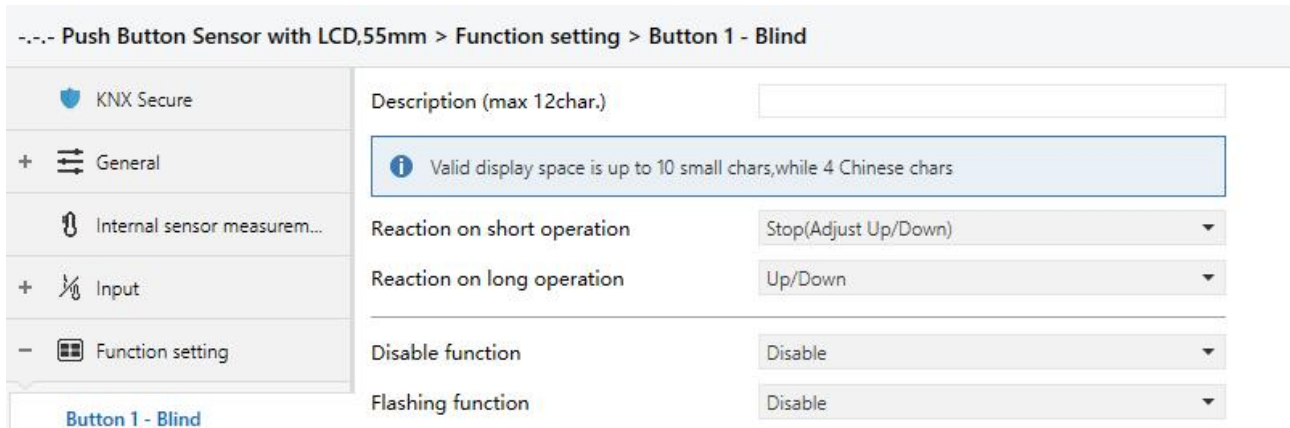 -.-.- Push Button Sensor with LCD,55mm > Function setting > Button 1 - Blind
KNX Secure
Description (max 12char.)
+ General
Valid display space is up to 10 small chars,while 4 Chinese chars
Internal sensor measurem...
Reaction on short operation Stop(Adjust Up/Down)
+ Input
Reaction on long operation Up/Down
− Function setting
Disable function Disable
Flashing function Disable
Button 1 - Blind